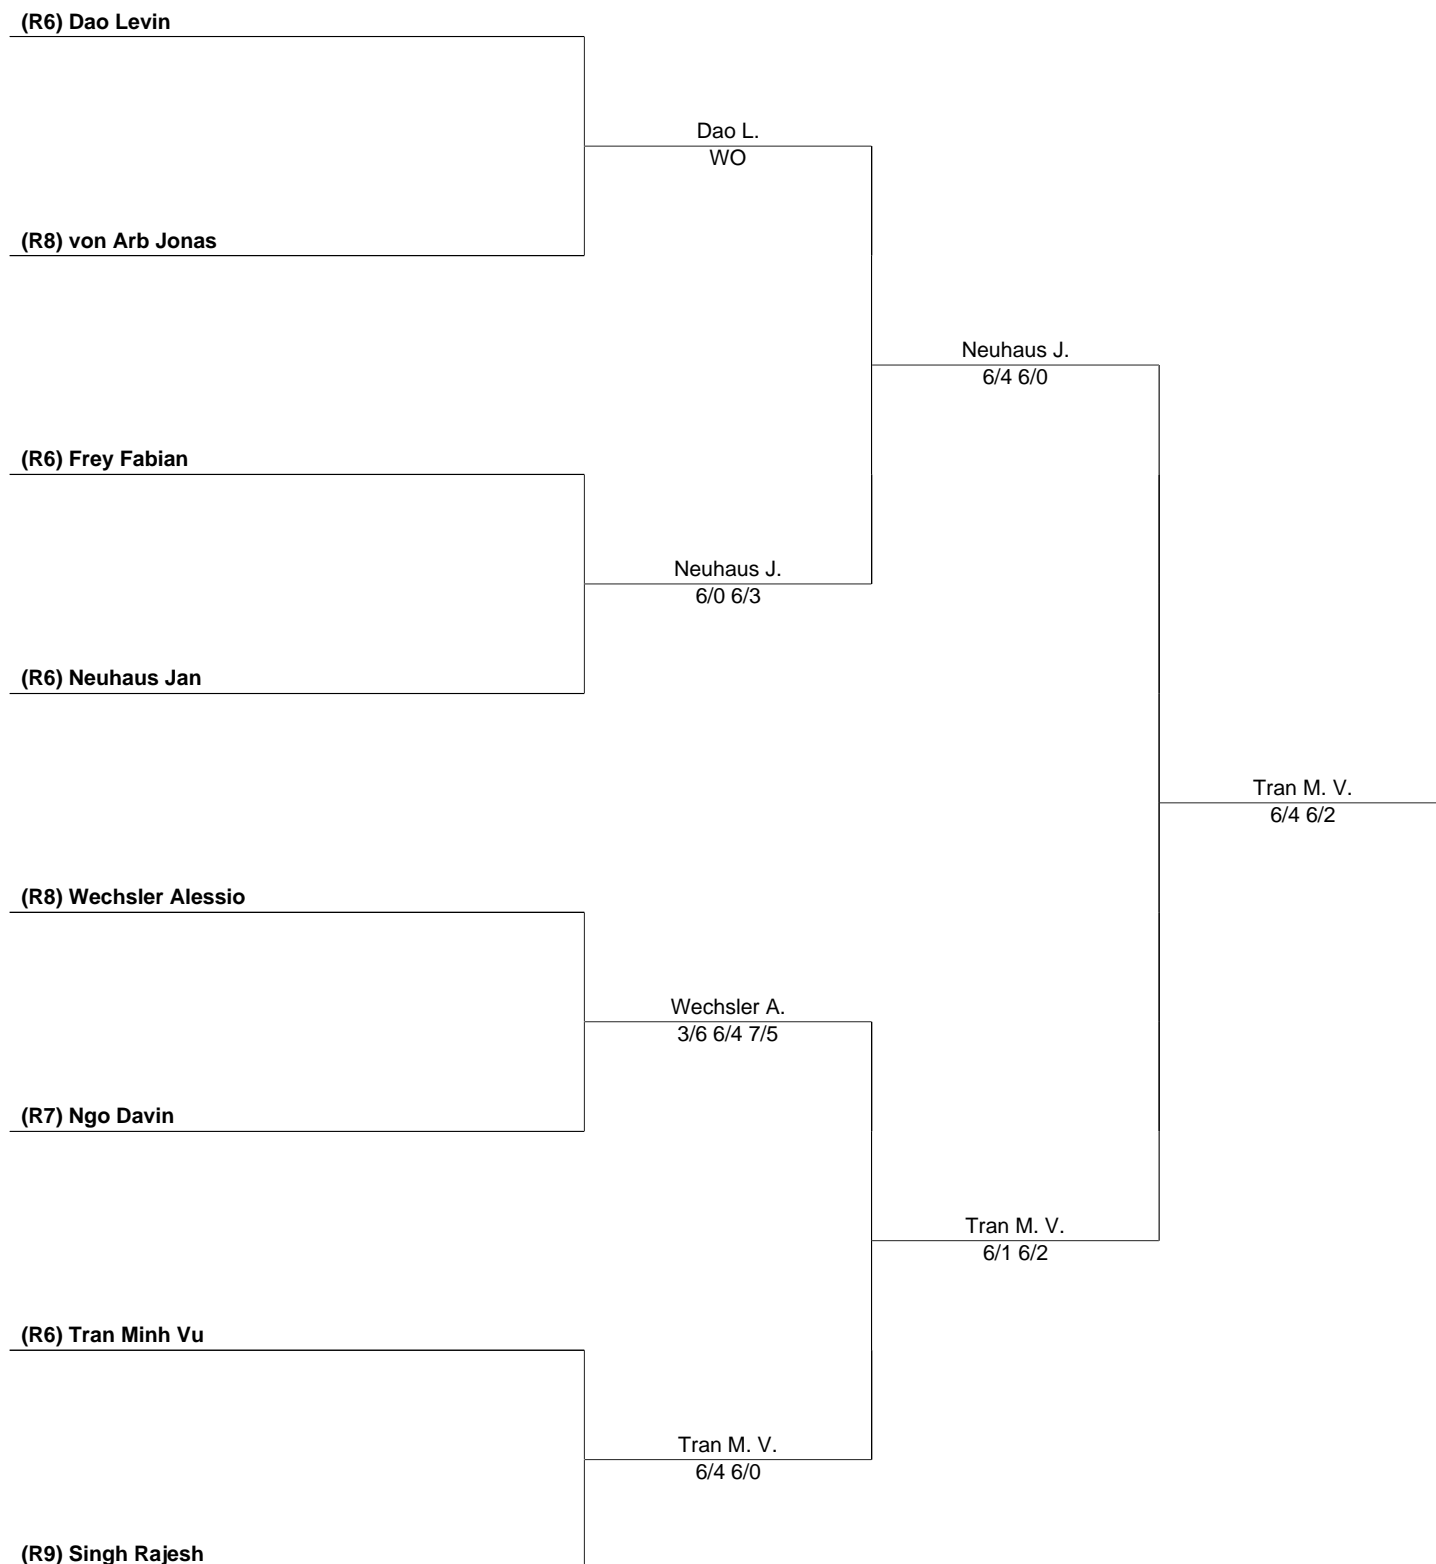 (R6) Dao Levin
Dao L.
WO
(R8) von Arb Jonas
Neuhaus J.
6/4 6/0
(R6) Frey Fabian
Neuhaus J.
6/0 6/3
(R6) Neuhaus Jan
Tran M. V.
6/4 6/2
(R8) Wechsler Alessio
Wechsler A.
3/6 6/4 7/5
(R7) Ngo Davin
Tran M. V.
6/1 6/2
(R6) Tran Minh Vu
Tran M. V.
6/4 6/0
(R9) Singh Rajesh